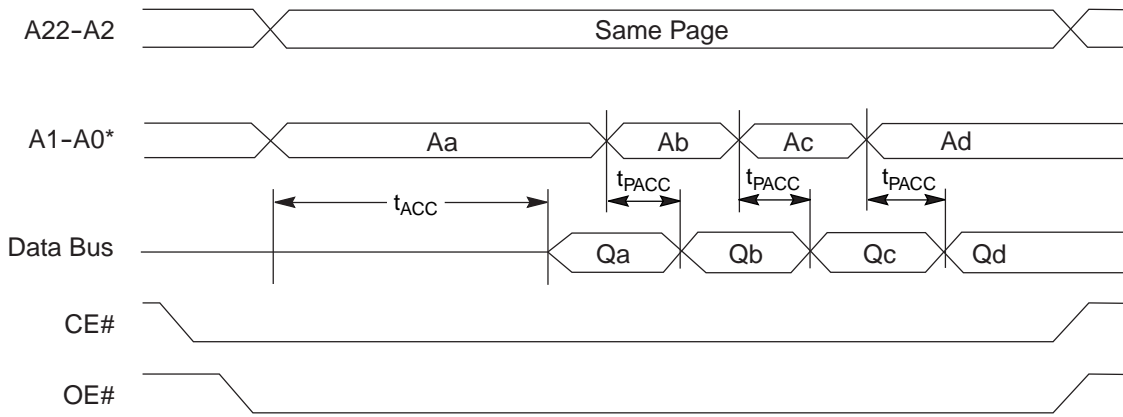 A22-A2
Same Page
A1-A0*
Aa
Ab
Ac
Ad
tACC
tPACC
tPACC
tPACC
Data Bus
Qa
Qb
Qc
Qd
CE#
OE#